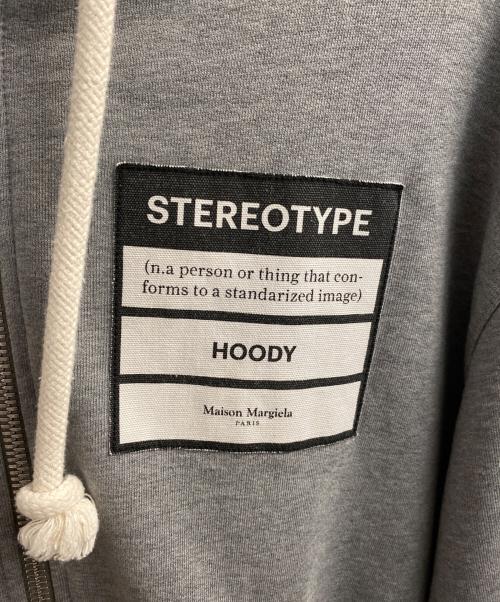 STEREOTYPE
(n.a person or thing that con-
forms to a standarized image)
HOODY
Maison Margiela
PARIS